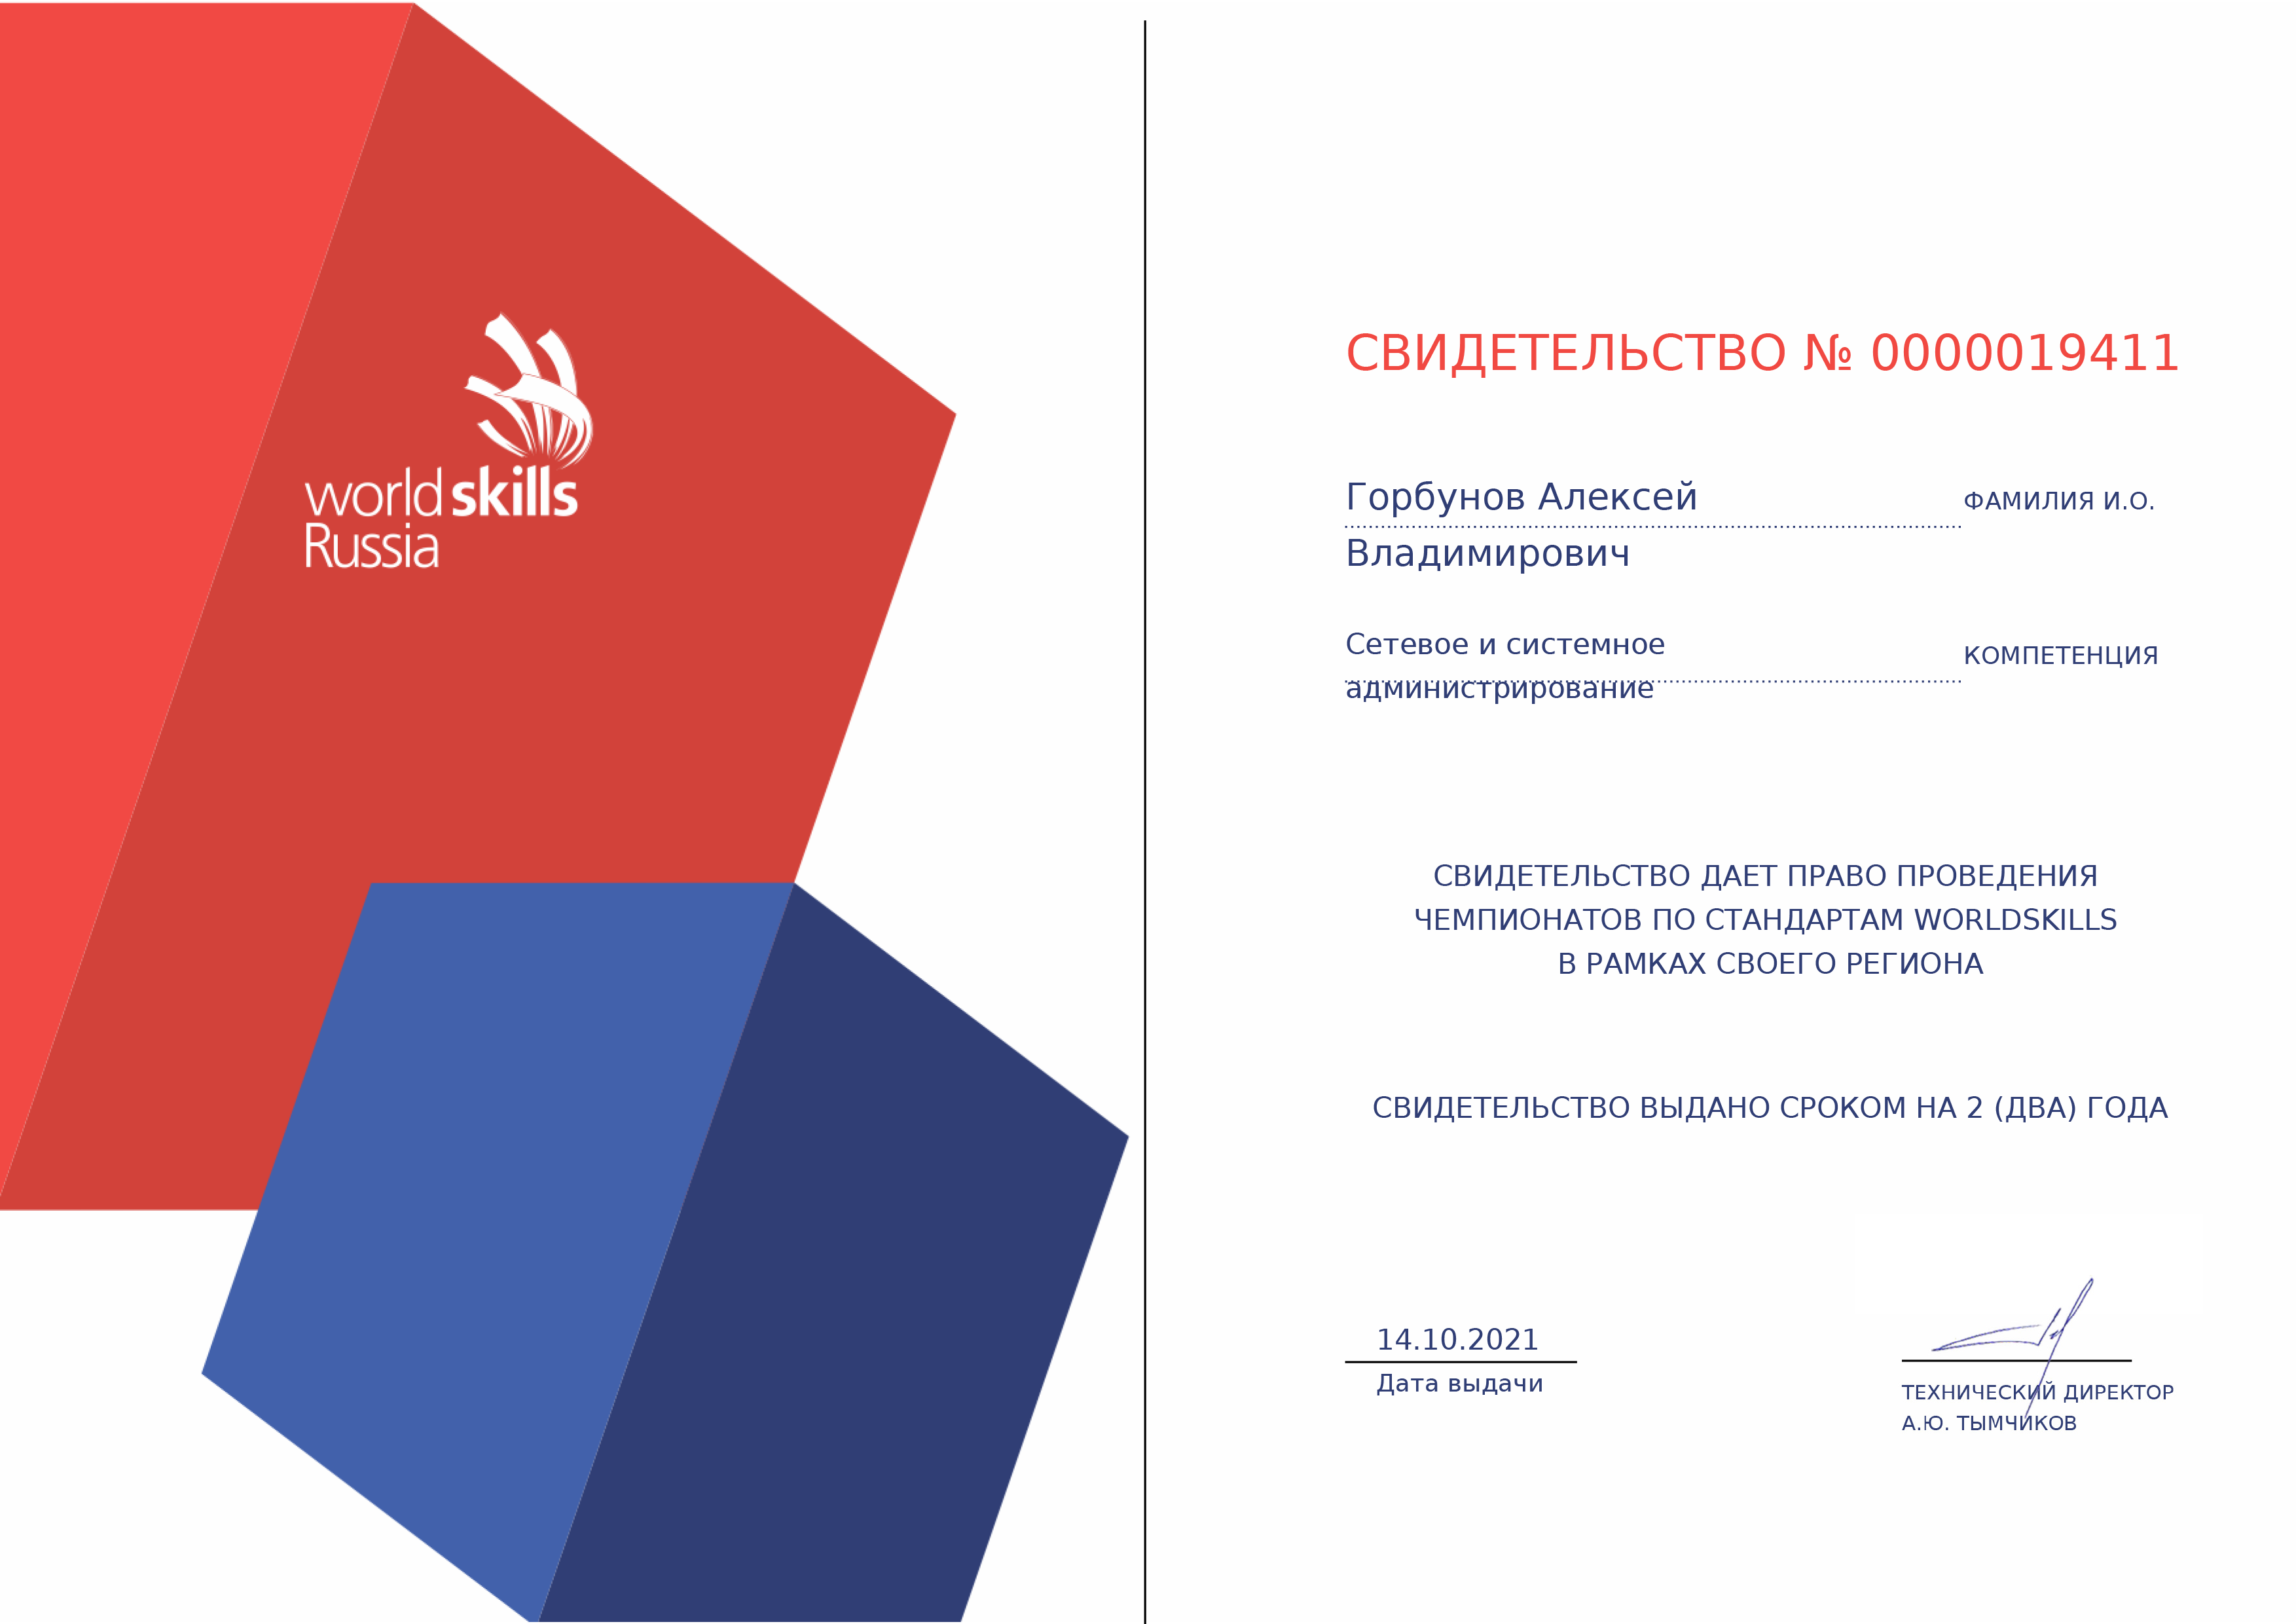 world skills
Russia
СВИДЕТЕЛЬСТВО № 0000019411
Горбунов Алексей ФАМИЛИЯ И.О.
Владимирович
Сетевое и системное КОМПЕТЕНЦИЯ
администрирование
СВИДЕТЕЛЬСТВО ДАЕТ ПРАВО ПРОВЕДЕНИЯ
ЧЕМПИОНАТОВ ПО СТАНДАРТАМ WORLDSKILLS
В РАМКАХ СВОЕГО РЕГИОНА
СВИДЕТЕЛЬСТВО ВЫДАНО СРОКОМ НА 2 (ДВА) ГОДА
14.10.2021
Дата выдачи
ТЕХНИЧЕСКИЙ ДИРЕКТОР
А.Ю. ТЫМЧИКОВ